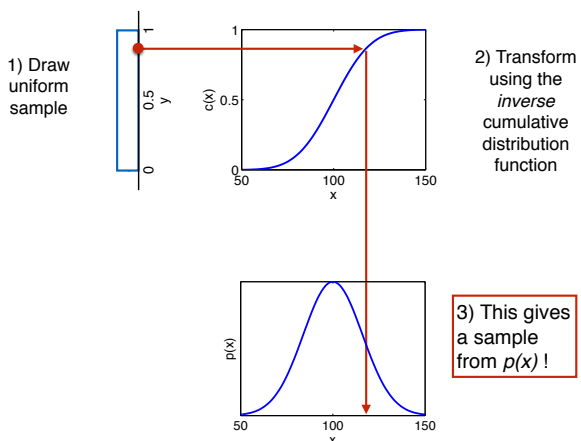 1) Draw
uniform
sample
1
0.5
0
y
1
0.5
0
c(x)
50
100
150
x
2) Transform
using the
inverse
cumulative
distribution
function
p(x)
50
100
150
x
3) This gives
a sample
from p(x) !